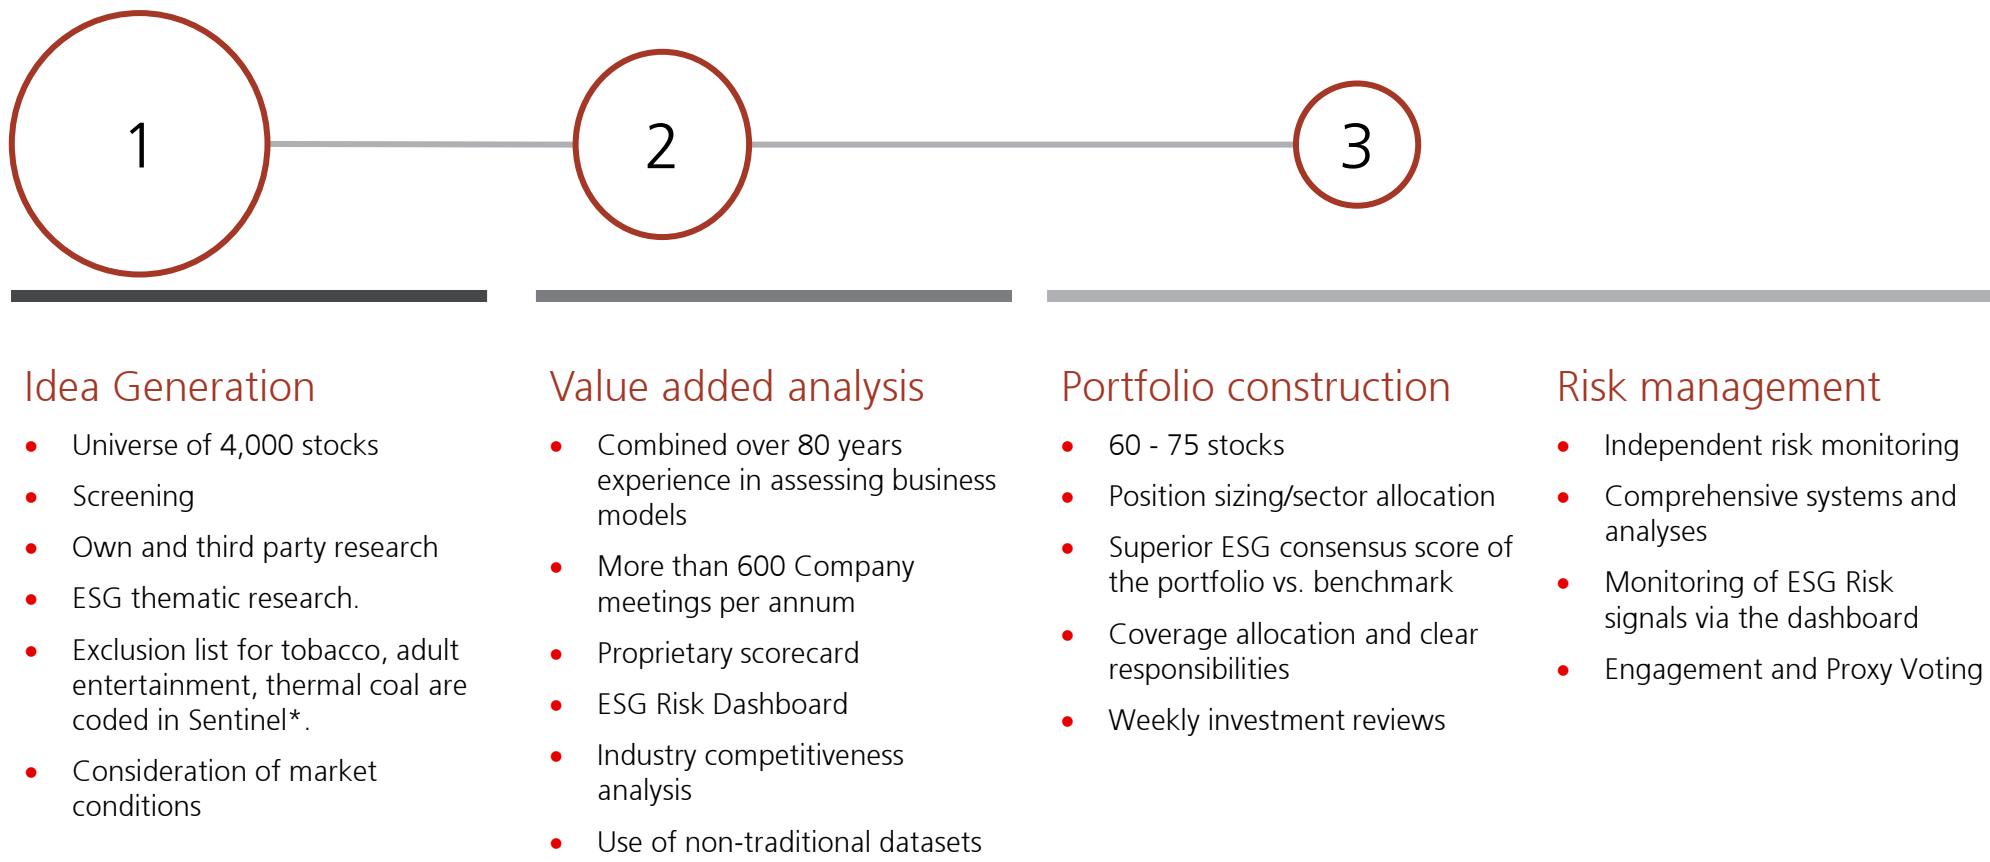 1
2
3
Idea Generation
• Universe of 4,000 stocks
• Screening
• Own and third party research
• ESG thematic research.
• Exclusion list for tobacco, adult
entertainment, thermal coal are
coded in Sentinel*.
• Consideration of market
conditions
Value added analysis
• Combined over 80 years
experience in assessing business
models
• More than 600 Company
meetings per annum
• Proprietary scorecard
• ESG Risk Dashboard
• Industry competitiveness
analysis
• Use of non-traditional datasets
Portfolio construction
• 60 - 75 stocks
• Position sizing/sector allocation
• Superior ESG consensus score of
the portfolio vs. benchmark
• Coverage allocation and clear
responsibilities
• Weekly investment reviews
Risk management
• Independent risk monitoring
• Comprehensive systems and
analyses
• Monitoring of ESG Risk
signals via the dashboard
• Engagement and Proxy Voting